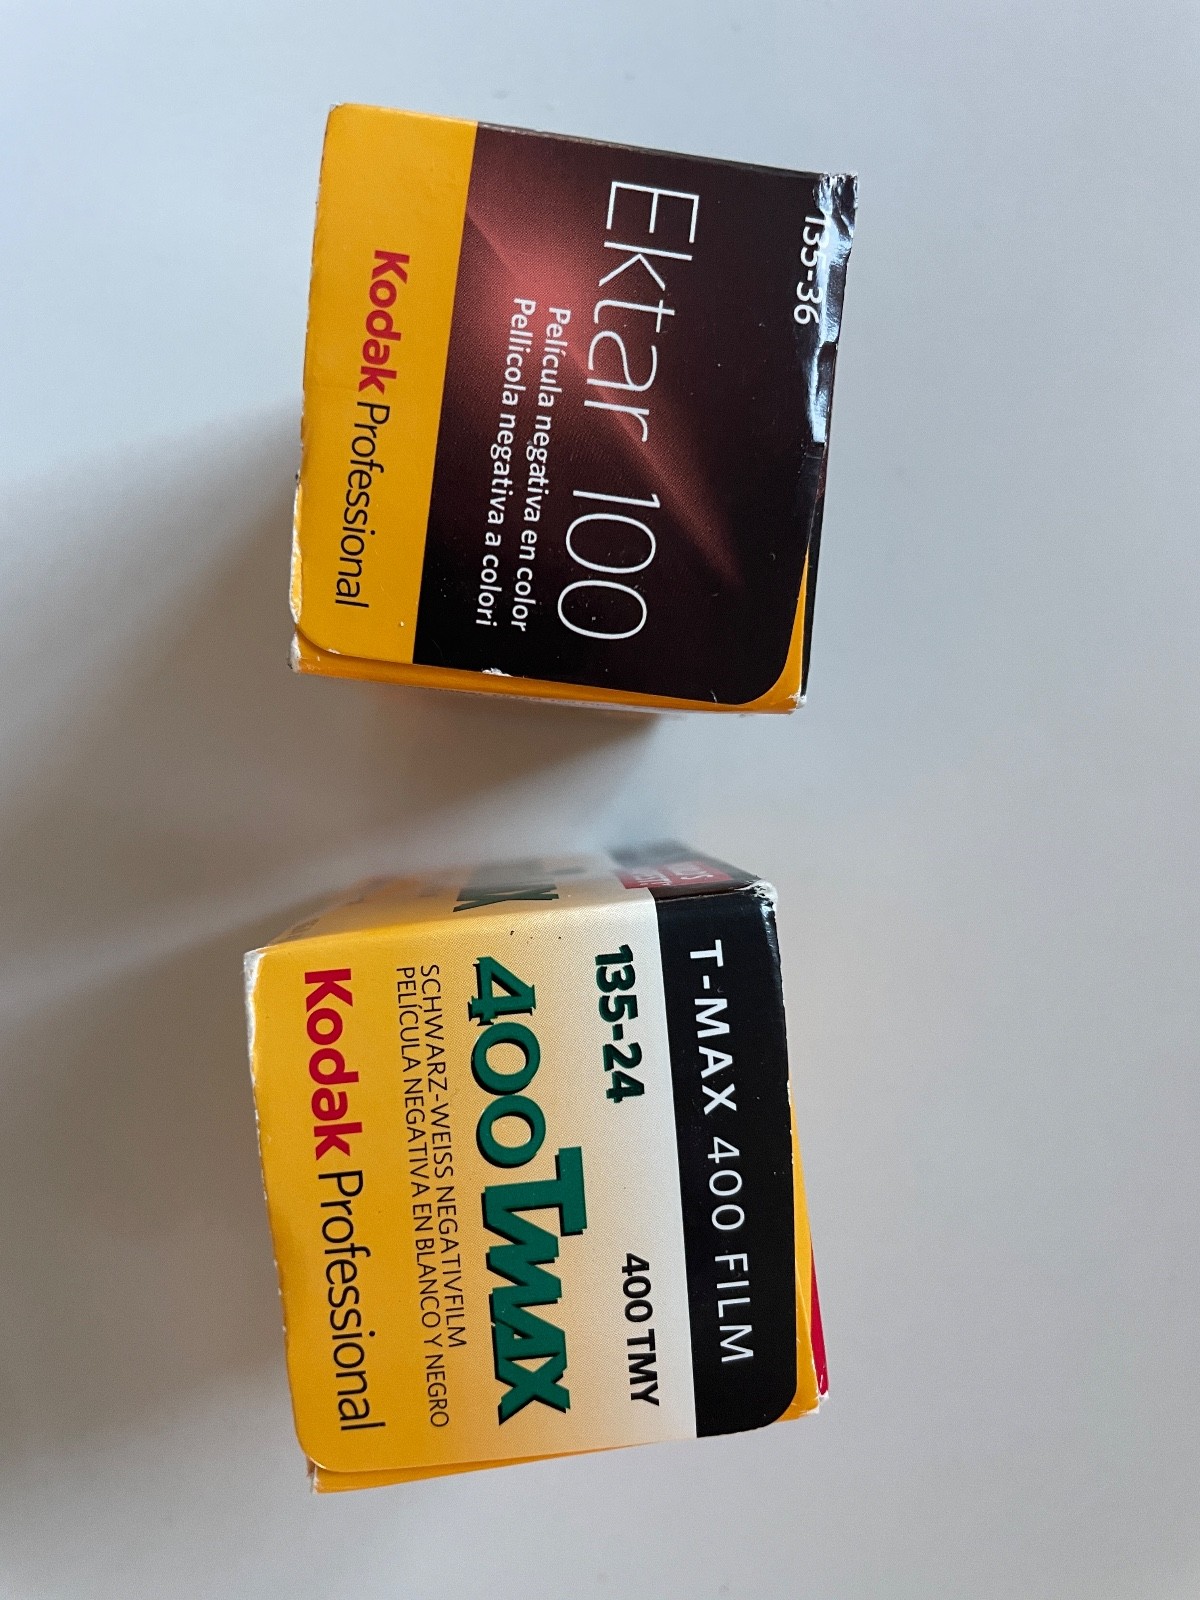 135-36
Ektar 100
Película negativa en color
Pellicola negativa a colori
Kodak Professional
T-MAX 400 FILM
135-24
400 TMY
400TMAX
SCHWARZ-WEISS NEGATIVFILM
PELÍCULA NEGATIVA EN BLANCO Y NEGRO
Kodak Professional